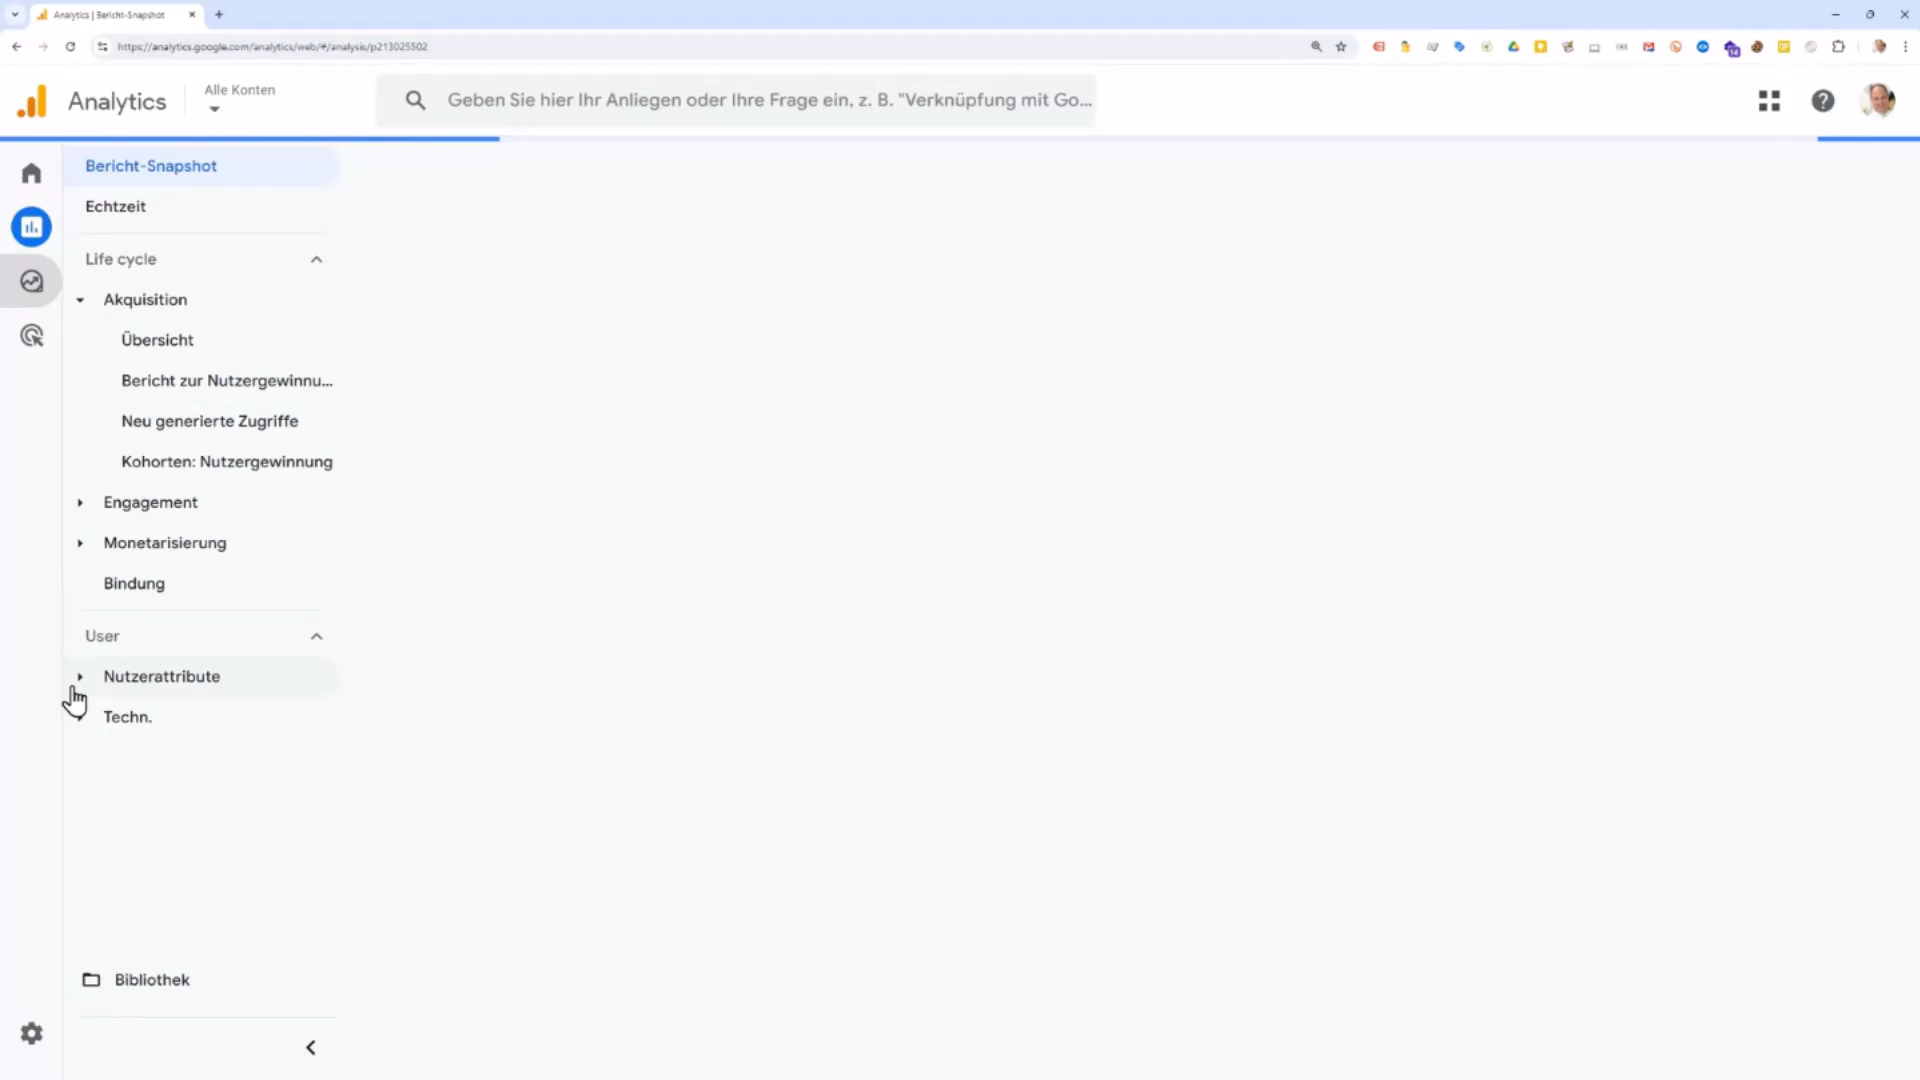 Analytics | Bericht-Snapshot
https://analytics.google.com/analytics/web/#/analysis/p213025502
Analytics
Alle Konten
Geben Sie hier Ihr Anliegen oder Ihre Frage ein, z. B. "Verknüpfung mit Go...
Bericht-Snapshot
Echtzeit
Life cycle
Akquisition
Übersicht
Bericht zur Nutzergewinnu...
Neu generierte Zugriffe
Kohorten: Nutzergewinnung
Engagement
Monetarisierung
Bindung
User
Nutzerattribute
Techn.
Bibliothek